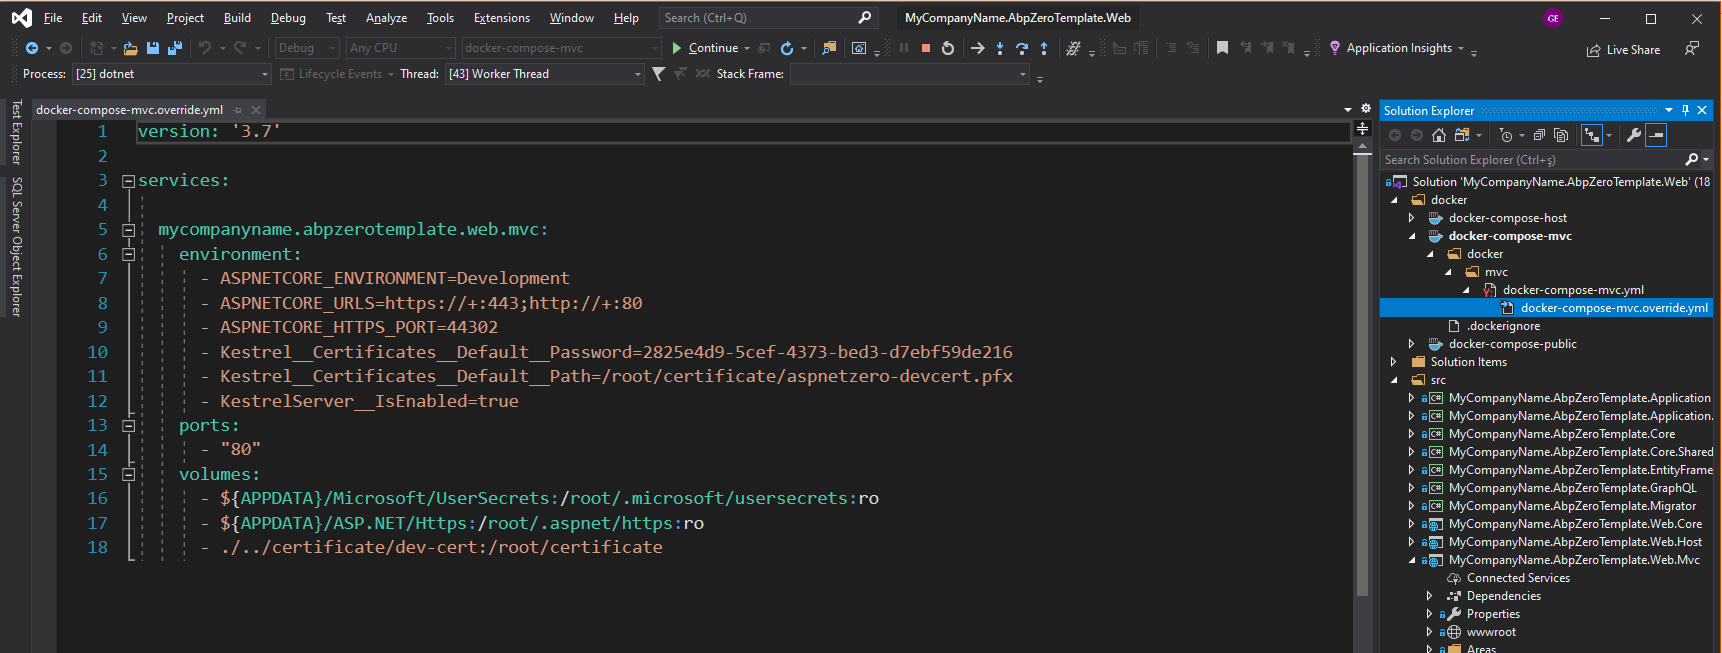 File Edit View Project Build Debug Test Analyze Tools Extensions Window Help Search (Ctrl+Q) MyCompanyName.AbpZeroTemplate.Web GE
Debug Any CPU docker-compose-mvc Continue Application Insights Live Share
Process: [25] dotnet Lifecycle Events Thread: [43] Worker Thread Stack Frame:
Test Explorer
SQL Server Object Explorer
docker-compose-mvc.override.yml
1 version: '3.7'
2
3 services:
4
5 mycompanyname.abpzerotemplate.web.mvc:
6 environment:
7 - ASPNETCORE_ENVIRONMENT=Development
8 - ASPNETCORE_URLS=https://+:443;http://+:80
9 - ASPNETCORE_HTTPS_PORT=44302
10 - Kestrel__Certificates__Default__Password=2825e4d9-5cef-4373-bed3-d7ebf59de216
11 - Kestrel__Certificates__Default__Path=/root/certificate/aspnetzero-devcert.pfx
12 - KestrelServer__IsEnabled=true
13 ports:
14 - "80"
15 volumes:
16 - ${APPDATA}/Microsoft/UserSecrets:/root/.microsoft/usersecrets:ro
17 - ${APPDATA}/ASP.NET/Https:/root/.aspnet/https:ro
18 - ./../certificate/dev-cert:/root/certificate
Solution Explorer
Search Solution Explorer (Ctrl+ş)
Solution 'MyCompanyName.AbpZeroTemplate.Web' (18
docker
docker-compose-host
docker-compose-mvc
docker
mvc
docker-compose-mvc.yml
docker-compose-mvc.override.yml
.dockerignore
docker-compose-public
Solution Items
src
MyCompanyName.AbpZeroTemplate.Application
MyCompanyName.AbpZeroTemplate.Application.
MyCompanyName.AbpZeroTemplate.Core
MyCompanyName.AbpZeroTemplate.Core.Shared
MyCompanyName.AbpZeroTemplate.EntityFrame
MyCompanyName.AbpZeroTemplate.GraphQL
MyCompanyName.AbpZeroTemplate.Migrator
MyCompanyName.AbpZeroTemplate.Web.Core
MyCompanyName.AbpZeroTemplate.Web.Host
MyCompanyName.AbpZeroTemplate.Web.Mvc
Connected Services
Dependencies
Properties
wwwroot
Areas